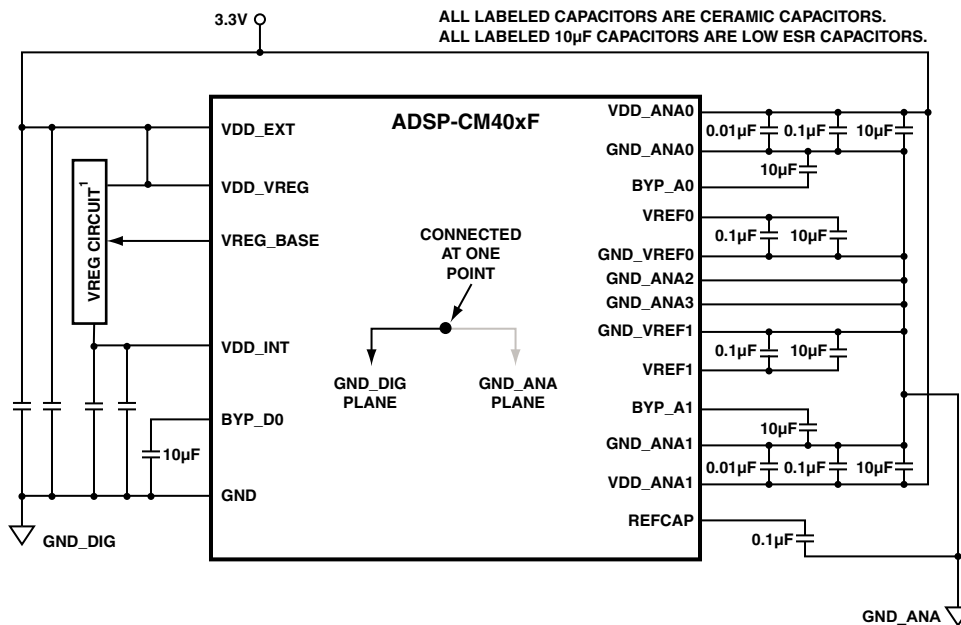 3.3V
ALL LABELED CAPACITORS ARE CERAMIC CAPACITORS.
ALL LABELED 10µF CAPACITORS ARE LOW ESR CAPACITORS.
ADSP-CM40xF
VDD_EXT
VDD_VREG
VREG_BASE
VDD_INT
BYP_D0
GND
VREG CIRCUIT1
10µF
GND_DIG
CONNECTED
AT ONE
POINT
GND_DIG
PLANE
GND_ANA
PLANE
VDD_ANA0
0.01µF
0.1µF
10µF
GND_ANA0
10µF
BYP_A0
VREF0
0.1µF
10µF
GND_VREF0
GND_ANA2
GND_ANA3
GND_VREF1
0.1µF
10µF
VREF1
BYP_A1
10µF
GND_ANA1
0.01µF
0.1µF
10µF
VDD_ANA1
REFCAP
0.1µF
GND_ANA